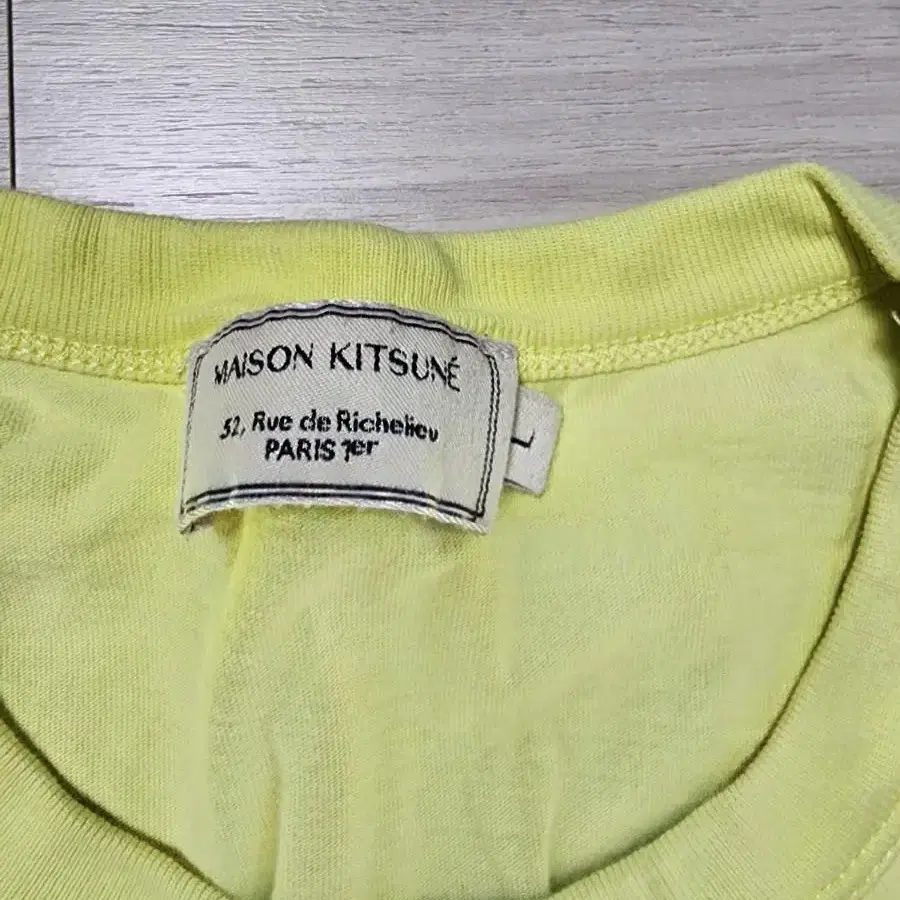 MAISON KITSUNÉ
52, Rue de Richelieu
PARIS 1er
L